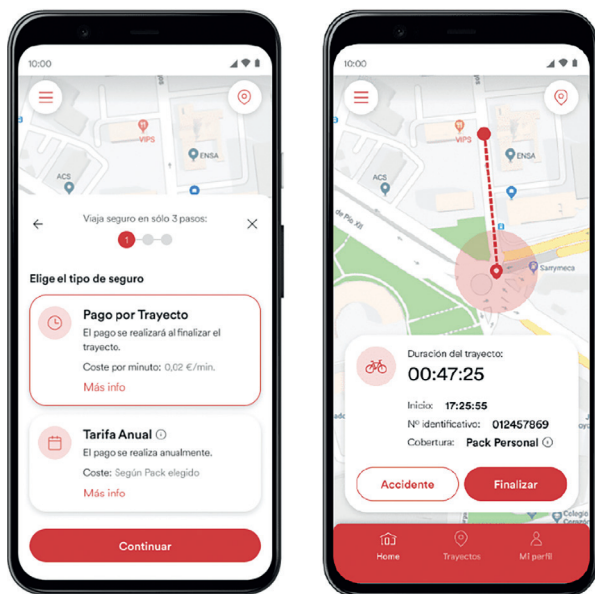 10:00
VIPS
ENSA
ACS
Viaja seguro en sólo 3 pasos:
1
Elige el tipo de seguro
Pago por Trayecto
El pago se realizará al finalizar el
trayecto.
Coste por minuto: 0,02 €/min.
Más info
Tarifa Anual
El pago se realiza anualmente.
Coste: Según Pack elegido
Más info
Continuar
10:00
VIPS
ENSA
ACS
de Pío XII
Sanymeca
Duración del trayecto:
00:47:25
Inicio: 17:25:55
Nº identificativo: 012457869
Cobertura: Pack Personal
Accidente
Finalizar
Colegio
Home
Trayectos
Mi perfil